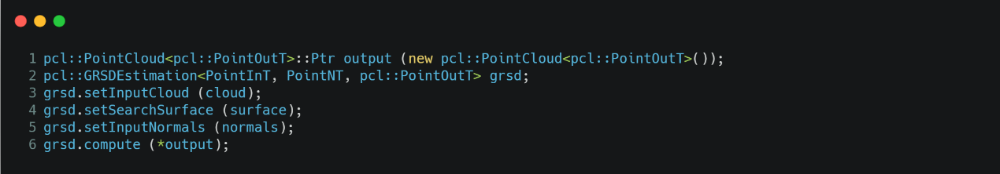 1 pcl::PointCloud<pcl::PointOutT>::Ptr output (new pcl::PointCloud<pcl::PointOutT>());
2 pcl::GRSDEstimation<PointInT, PointNT, pcl::PointOutT> grsd;
3 grsd.setInputCloud (cloud);
4 grsd.setSearchSurface (surface);
5 grsd.setInputNormals (normals);
6 grsd.compute (*output);